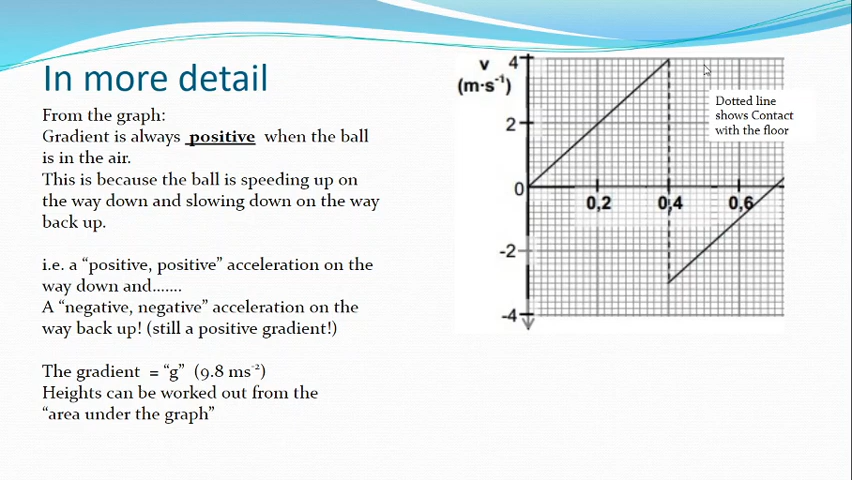 In more detail
From the graph:
Gradient is always positive when the ball
is in the air.
This is because the ball is speeding up on
the way down and slowing down on the way
back up.
i.e. a “positive, positive” acceleration on the
way down and…….
A “negative, negative” acceleration on the
way back up! (still a positive gradient!)
The gradient = “g” (9.8 ms⁻²)
Heights can be worked out from the
“area under the graph”
v
(m·s⁻¹)
4
2
0
-2
-4
0,2
0,4
0,6
Dotted line
shows Contact
with the floor